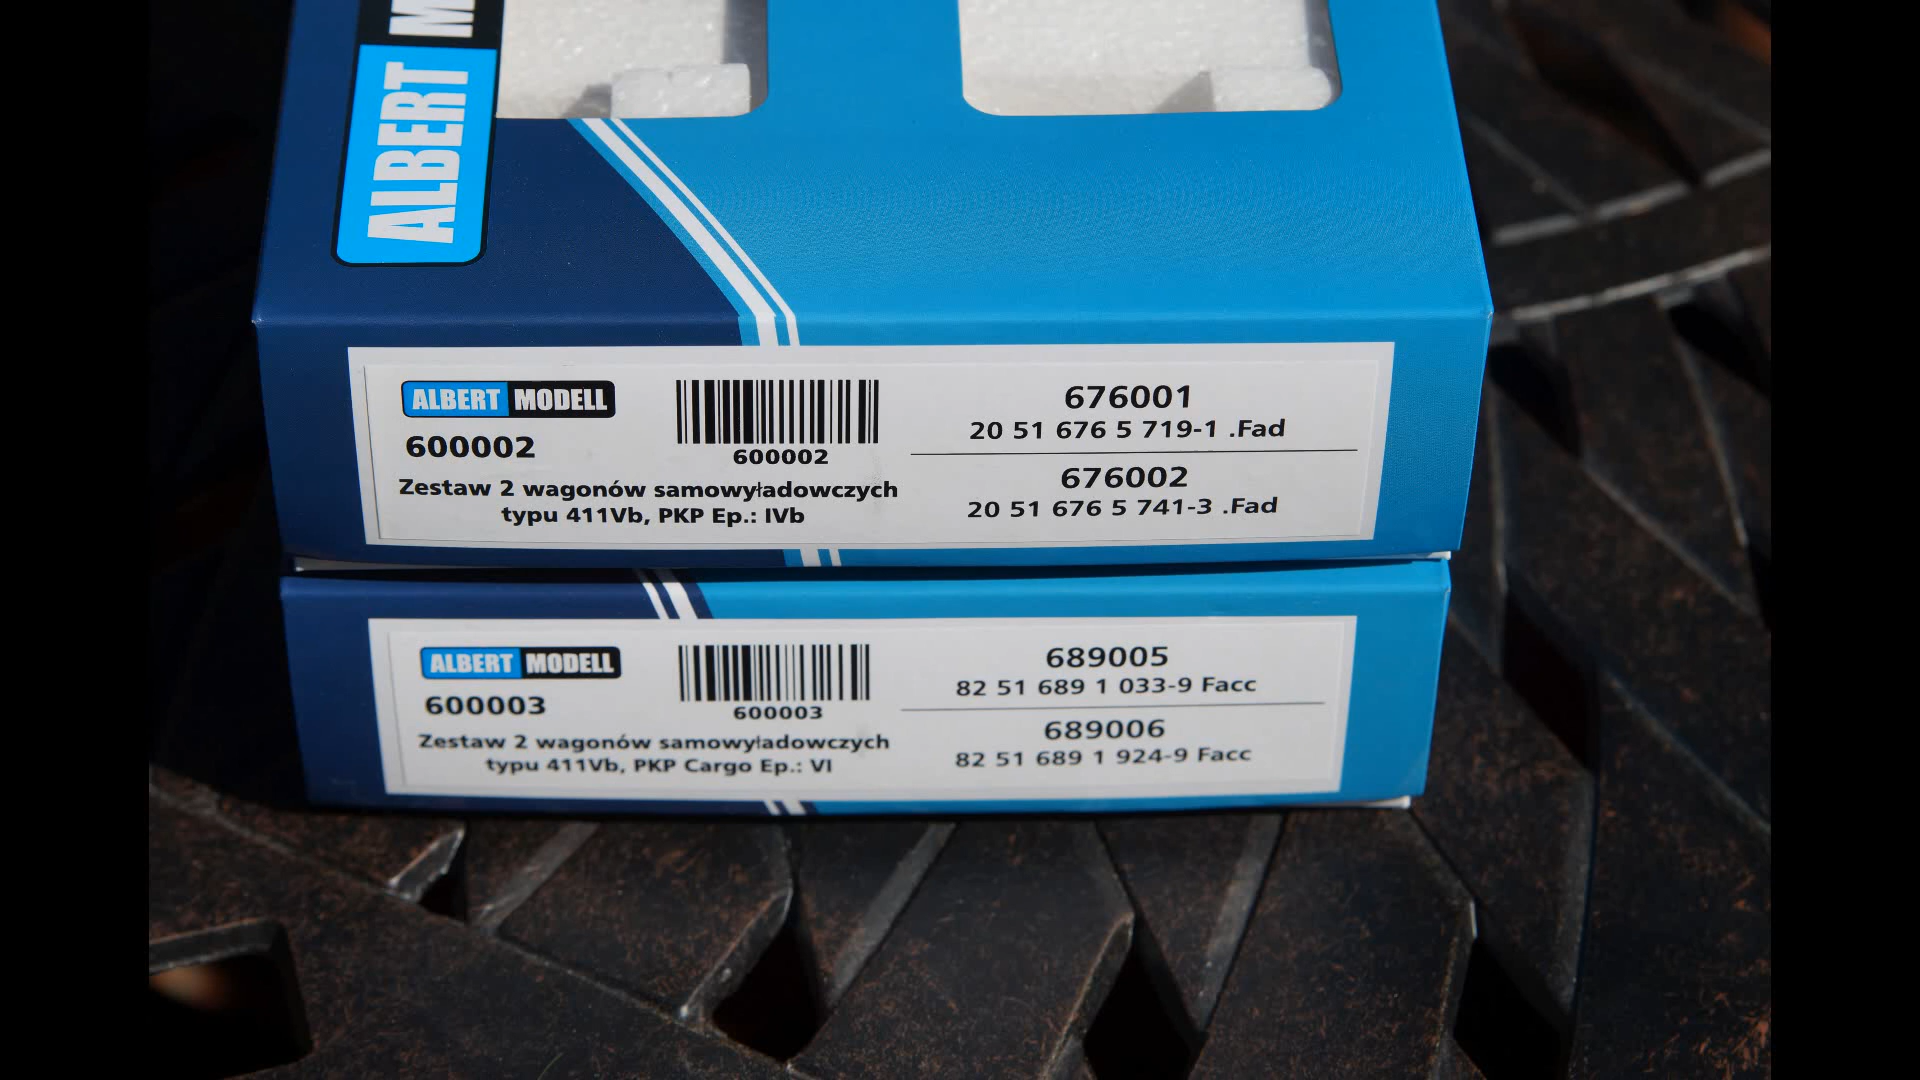 ALBERT M
ALBERT MODELL
600002
600002
Zestaw 2 wagonów samowyładowczych
typu 411Vb, PKP Ep.: IVb
676001
20 51 676 5 719-1 .Fad
676002
20 51 676 5 741-3 .Fad
ALBERT MODELL
600003
600003
Zestaw 2 wagonów samowyładowczych
typu 411Vb, PKP Cargo Ep.: VI
689005
82 51 689 1 033-9 Facc
689006
82 51 689 1 924-9 Facc